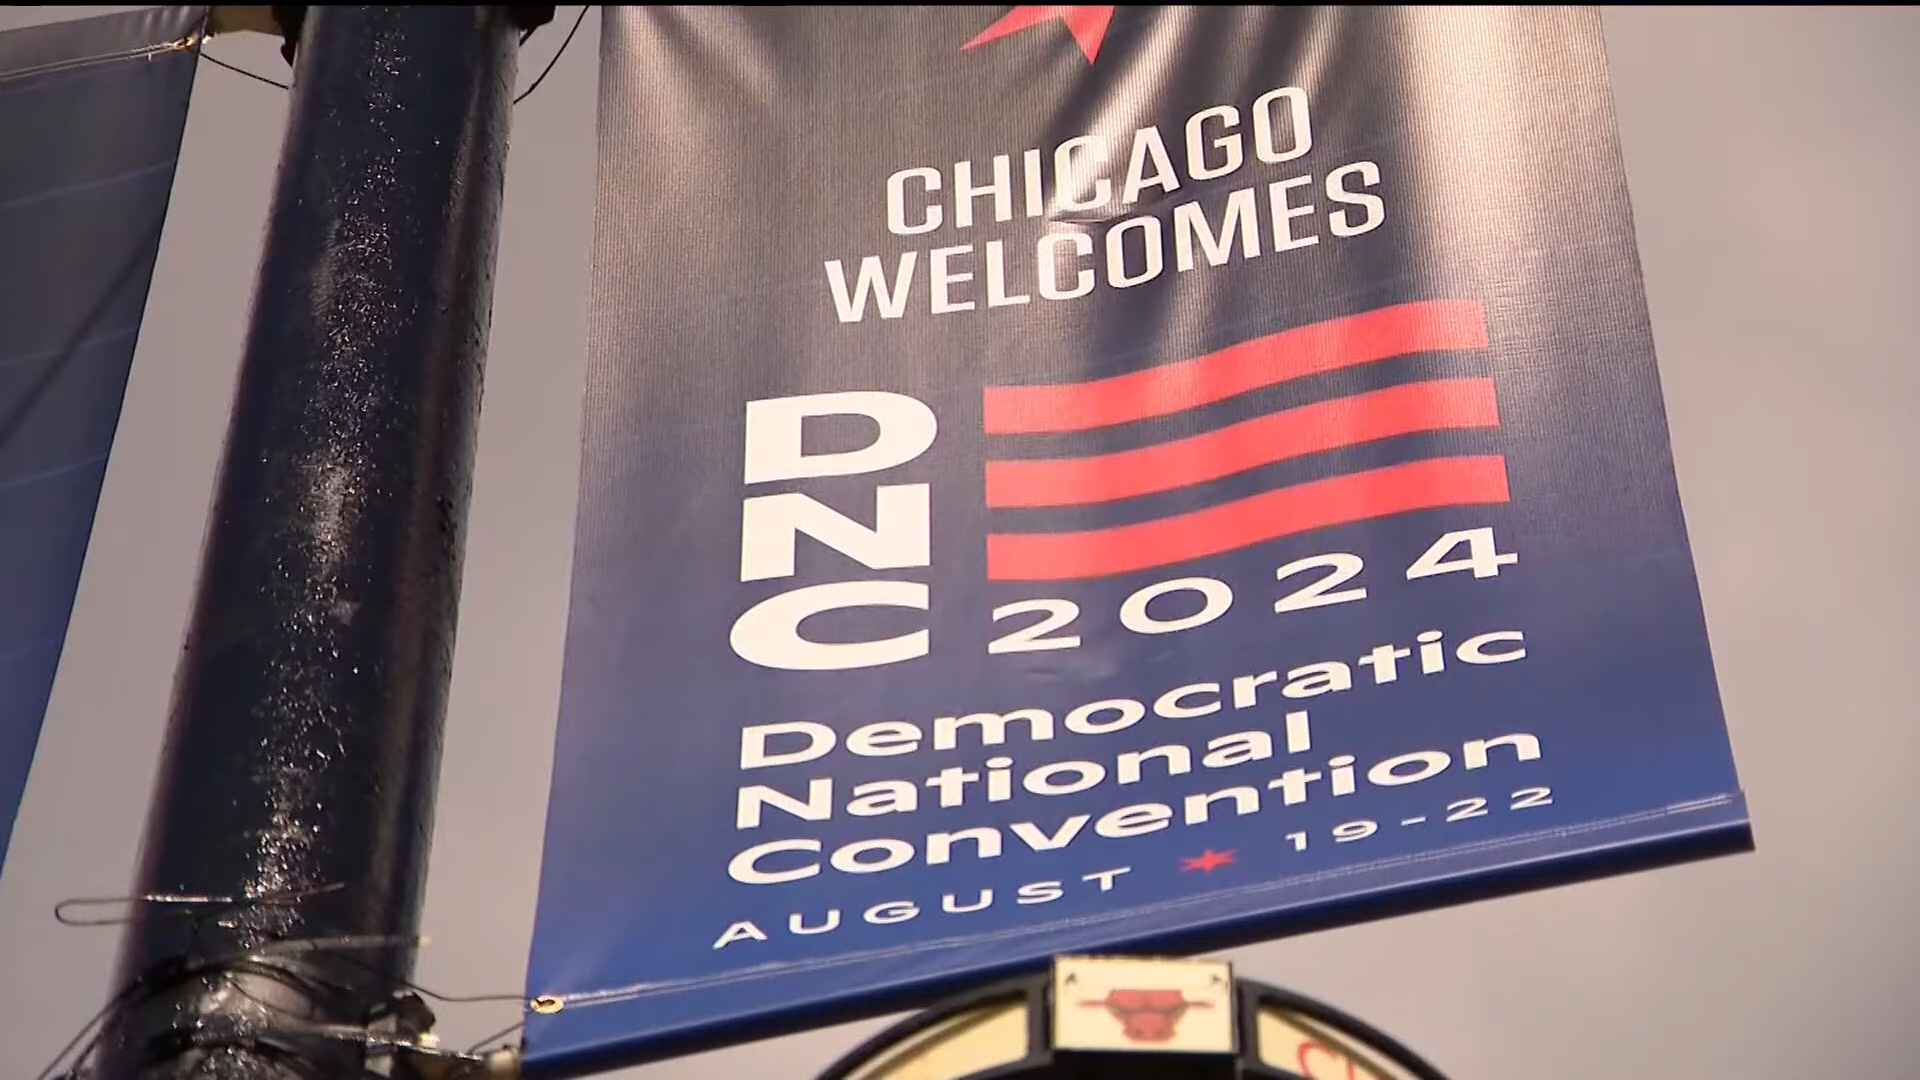 CHICAGO
WELCOMES
DNC
2024
Democratic
National
Convention
AUGUST 19-22